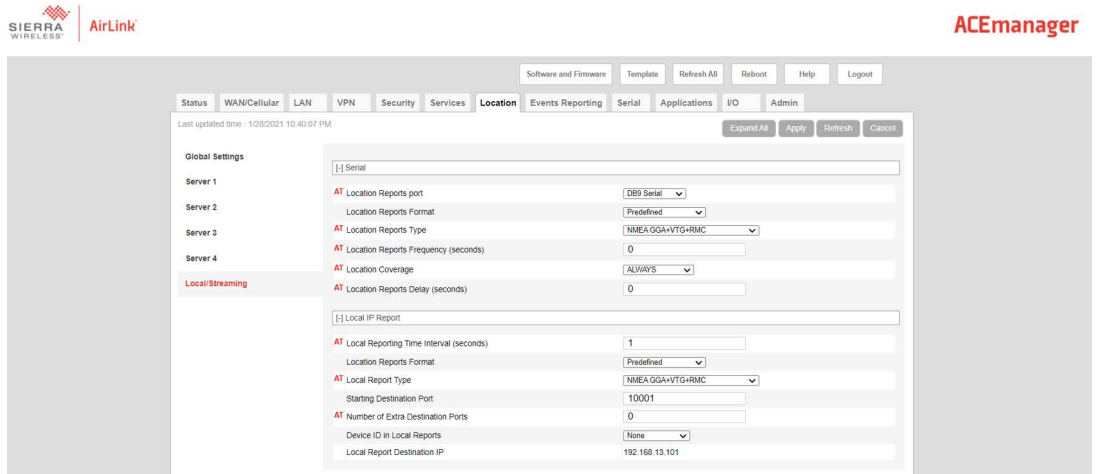 SIERRA WIRELESS AirLink ACEmanager
Software and Firmware Template Refresh All Reboot Help Logout
Status WAN/Cellular LAN VPN Security Services Location Events Reporting Serial Applications I/O Admin
Last updated time : 1/28/2021 10:40:07 PM Expand All Apply Refresh Cancel
Global Settings
Server 1
Server 2
Server 3
Server 4
Local/Streaming
[-] Serial
AT Location Reports port DB9 Serial
Location Reports Format Predefined
AT Location Reports Type NMEA GGA+VTG+RMC
AT Location Reports Frequency (seconds) 0
AT Location Coverage ALWAYS
AT Location Reports Delay (seconds) 0
[-] Local IP Report
AT Local Reporting Time Interval (seconds) 1
Location Reports Format Predefined
AT Local Report Type NMEA GGA+VTG+RMC
Starting Destination Port 10001
AT Number of Extra Destination Ports 0
Device ID in Local Reports None
Local Report Destination IP 192.168.13.101